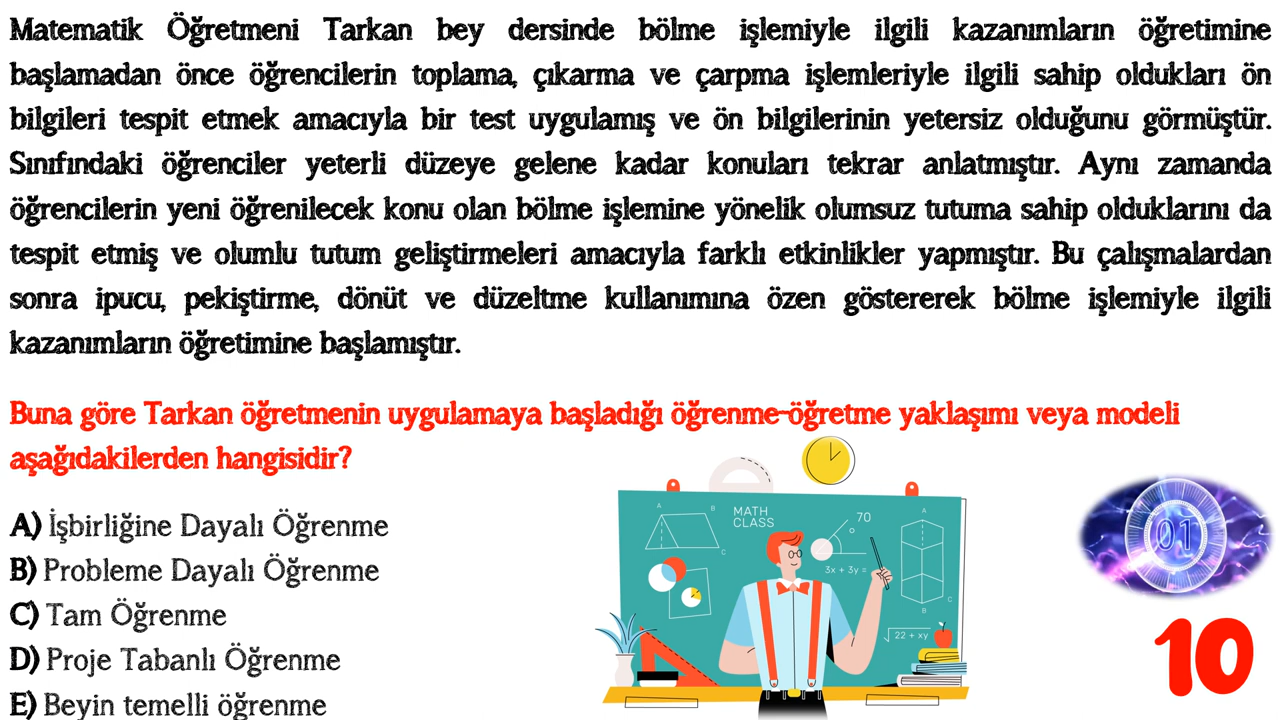 Matematik Öğretmeni Tarkan bey dersinde bölme işlemiyle ilgili kazanımların öğretimine
başlamadan önce öğrencilerin toplama, çıkarma ve çarpma işlemleriyle ilgili sahip oldukları ön
bilgileri tespit etmek amacıyla bir test uygulamış ve ön bilgilerinin yetersiz olduğunu görmüştür.
Sınıfındaki öğrenciler yeterli düzeye gelene kadar konuları tekrar anlatmıştır. Aynı zamanda
öğrencilerin yeni öğrenilecek konu olan bölme işlemine yönelik olumsuz tutuma sahip olduklarını da
tespit etmiş ve olumlu tutum geliştirmeleri amacıyla farklı etkinlikler yapmıştır. Bu çalışmalardan
sonra ipucu, pekiştirme, dönüt ve düzeltme kullanımına özen göstererek bölme işlemiyle ilgili
kazanımların öğretimine başlamıştır.
Buna göre Tarkan öğretmenin uygulamaya başladığı öğrenme-öğretme yaklaşımı veya modeli
aşağıdakilerden hangisidir?
A) İşbirliğine Dayalı Öğrenme
B) Probleme Dayalı Öğrenme
C) Tam Öğrenme
D) Proje Tabanlı Öğrenme
E) Beyin temelli öğrenme
A B C
MATH
CLASS
70
3x + 3y =
A
B C
22 + xy
01
10